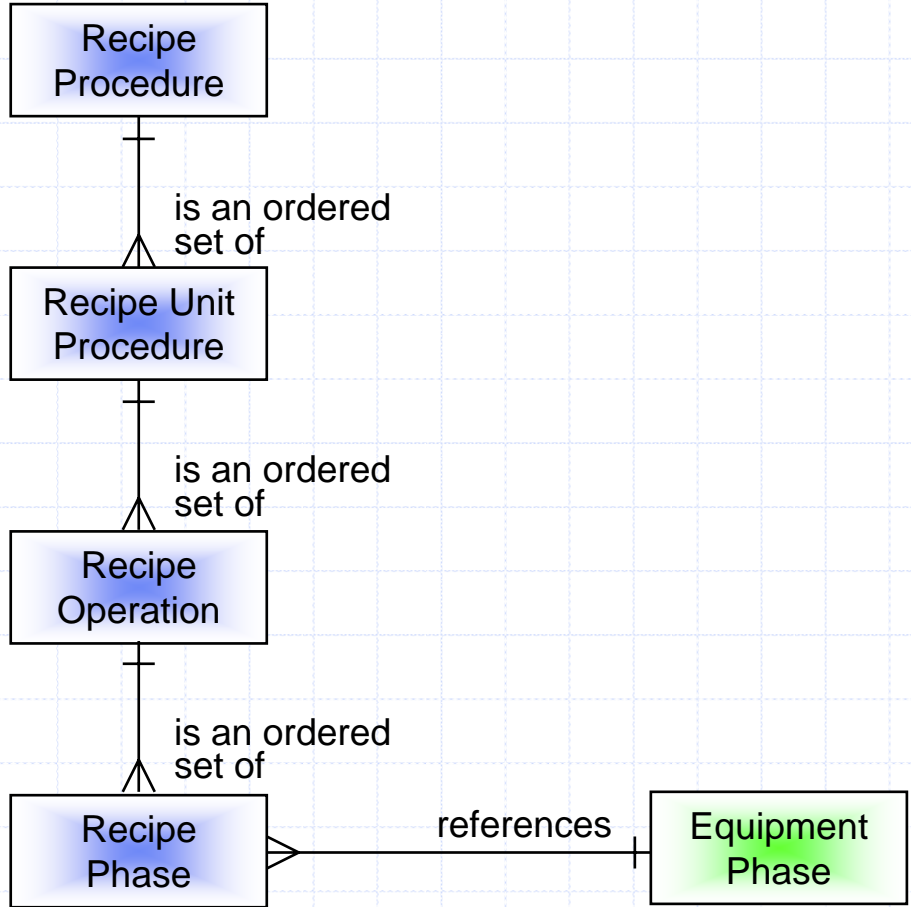 Recipe
Procedure
is an ordered
set of
Recipe Unit
Procedure
is an ordered
set of
Recipe
Operation
is an ordered
set of
Recipe
Phase
references
Equipment
Phase